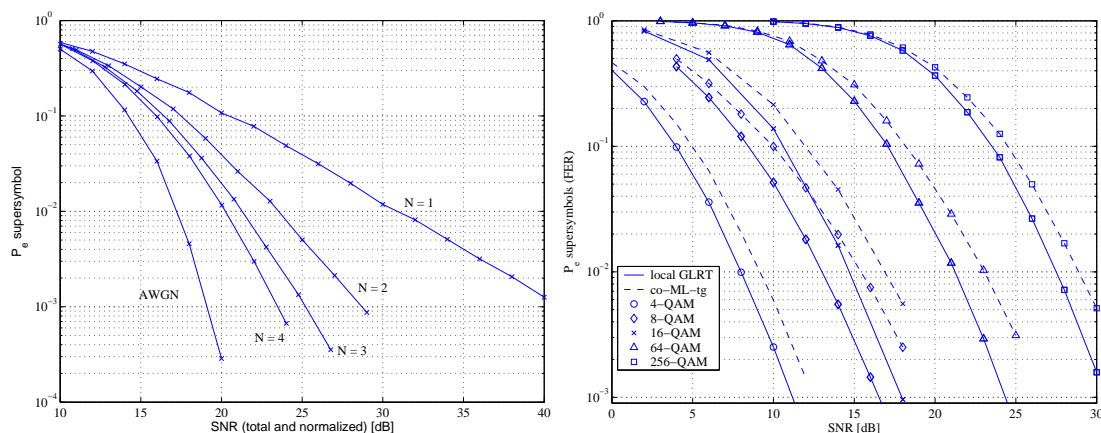 10^0
10^-1
10^-2
10^-3
10^-4
P_e supersymbol
10
15
20
25
30
35
40
SNR (total and normalized) [dB]
AWGN
N = 4
N = 3
N = 2
N = 1
10^0
10^-1
10^-2
10^-3
P_e supersymbols (FER)
local GLRT
co-ML-tg
4-QAM
8-QAM
16-QAM
64-QAM
256-QAM
0
5
10
15
20
25
30
SNR [dB]